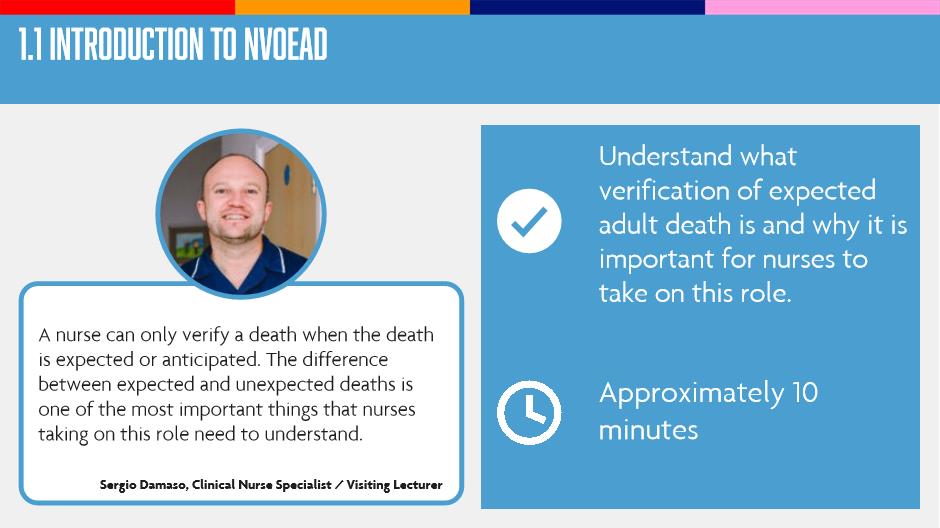 1.1 INTRODUCTION TO NVOEAD
A nurse can only verify a death when the death
is expected or anticipated. The difference
between expected and unexpected deaths is
one of the most important things that nurses
taking on this role need to understand.
Sergio Damaso, Clinical Nurse Specialist / Visiting Lecturer
Understand what
verification of expected
adult death is and why it is
important for nurses to
take on this role.
Approximately 10
minutes